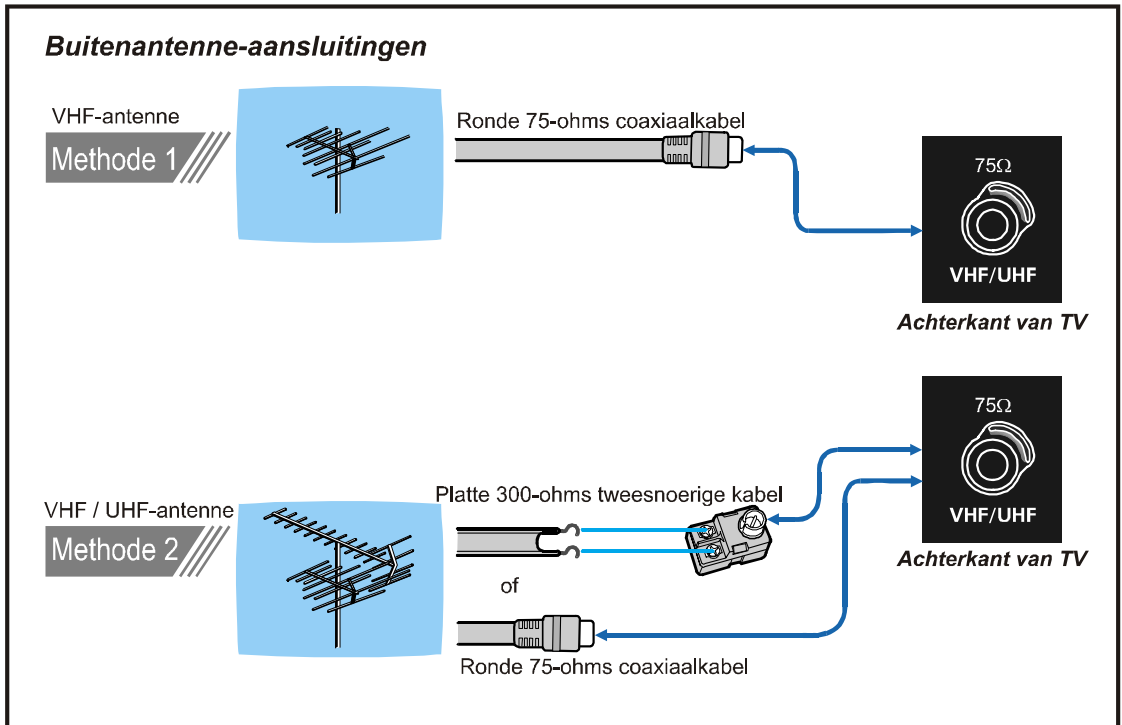 Buitenantenne-aansluitingen
VHF-antenne
Methode 1
Ronde 75-ohms coaxiaalkabel
75Ω
VHF/UHF
Achterkant van TV
VHF / UHF-antenne
Methode 2
Platte 300-ohms tweesnoerige kabel
of
Ronde 75-ohms coaxiaalkabel
75Ω
VHF/UHF
Achterkant van TV